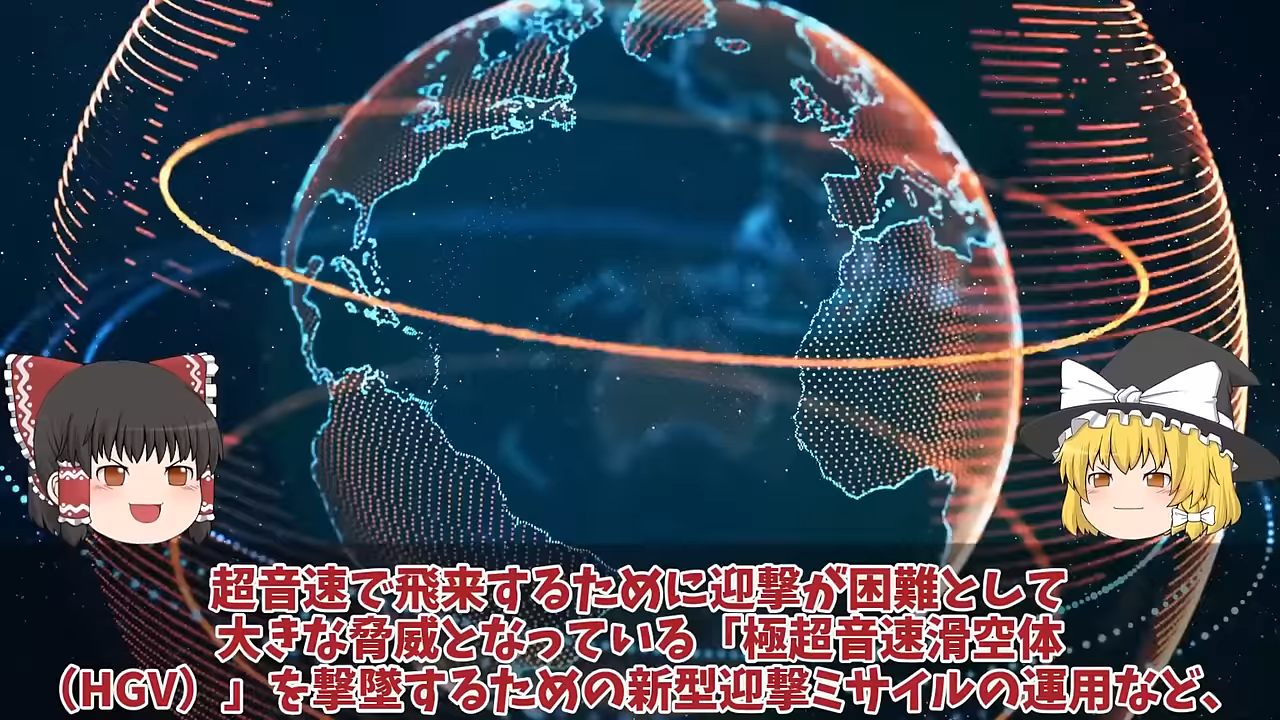 超音速で飛来するために迎撃が困難として
大きな脅威となっている「極超音速滑空体
（HGV）」を撃墜するための新型迎撃ミサイルの運用など、